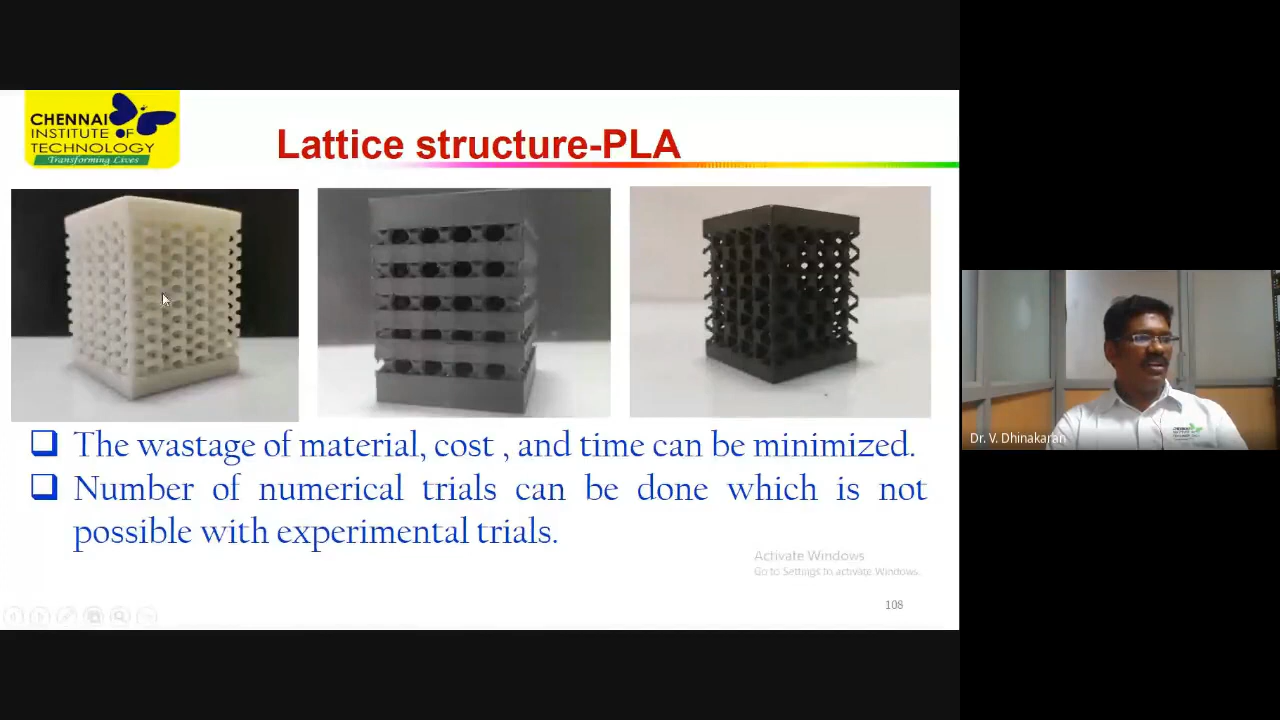 CHENNAI
INSTITUTE OF
TECHNOLOGY
Transforming Lives
Lattice structure-PLA
The wastage of material, cost , and time can be minimized.
Number of numerical trials can be done which is not
possible with experimental trials.
Activate Windows
Go to Settings to activate Windows.
108
Dr. V. Dhinakaran